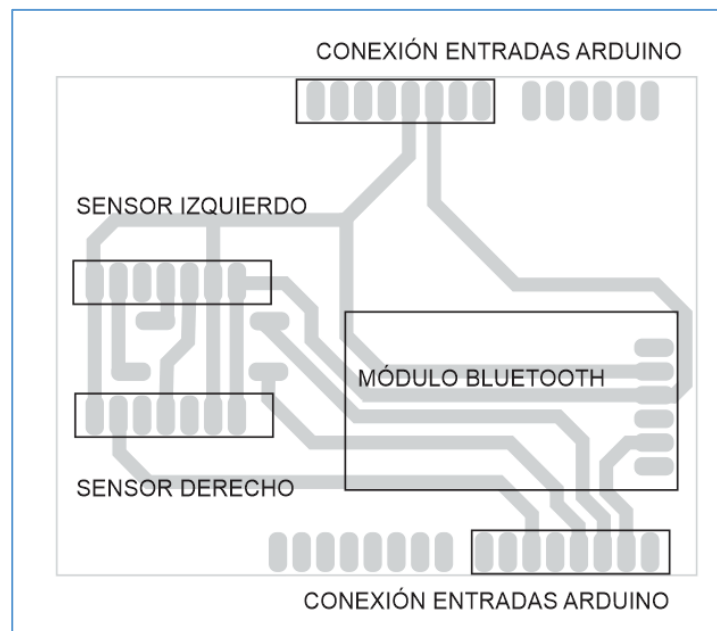 CONEXIÓN ENTRADAS ARDUINO
SENSOR IZQUIERDO
MÓDULO BLUETOOTH
SENSOR DERECHO
CONEXIÓN ENTRADAS ARDUINO